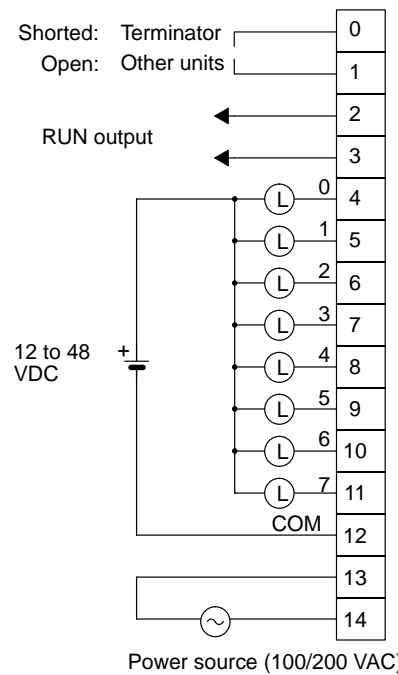 Shorted: Terminator
Open: Other units
RUN output
0
1
2
3
L 0 4
L 1 5
L 2 6
L 3 7
12 to 48
VDC
+
L 4 8
L 5 9
L 6 10
L 7 11
COM 12
13
14
Power source (100/200 VAC)